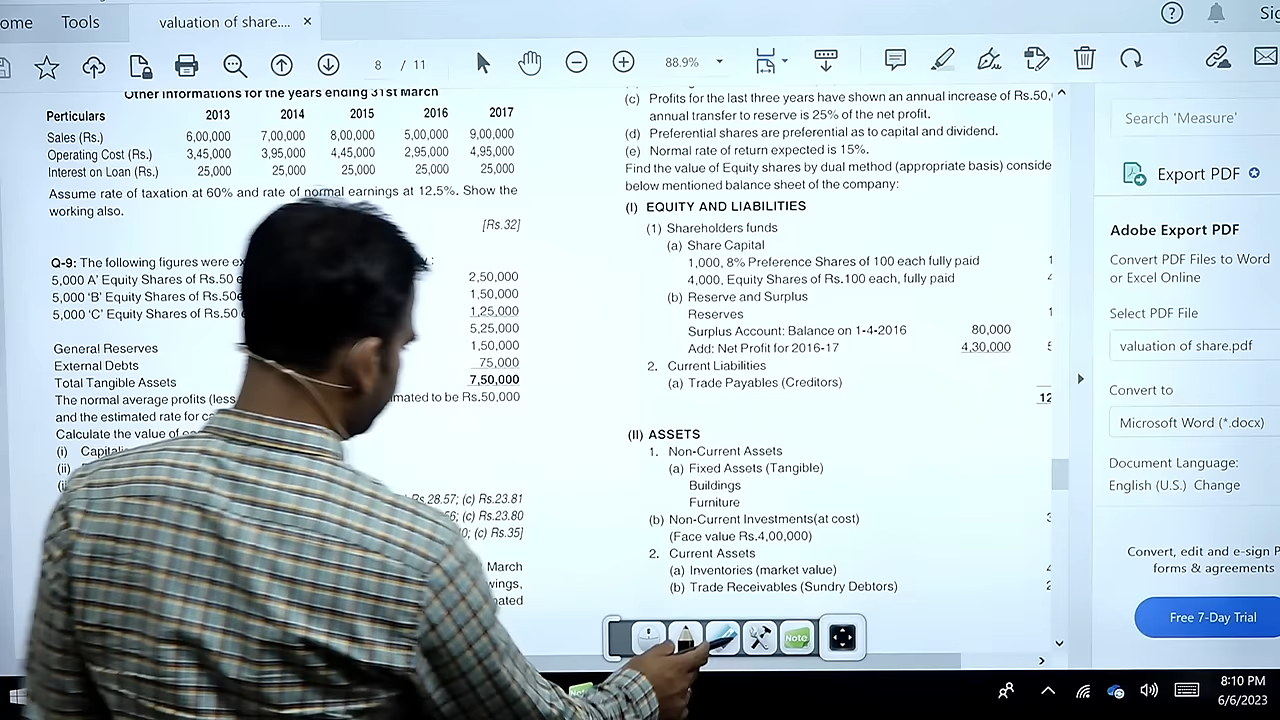 ome Tools valuation of share.... × Sig
8 / 11 88.9%
Other Informations for the years ending 31st March
Perticulars 2013 2014 2015 2016 2017
Sales (Rs.) 6,00,000 7,00,000 8,00,000 5,00,000 9,00,000
Operating Cost (Rs.) 3,45,000 3,95,000 4,45,000 2,95,000 4,95,000
Interest on Loan (Rs.) 25,000 25,000 25,000 25,000 25,000
Assume rate of taxation at 60% and rate of normal earnings at 12.5%. Show the
working also.
[Rs.32]
Q-9: The following figures were ex :
5,000 A' Equity Shares of Rs.50 2,50,000
5,000 'B' Equity Shares of Rs.50 1,50,000
5,000 'C' Equity Shares of Rs.50 1,25,000
5,25,000
General Reserves 1,50,000
External Debts 75,000
Total Tangible Assets 7,50,000
The normal average profits (less mated to be Rs.50,000
and the estimated rate for ca
Calculate the value of
(i) Capitali
(ii)
Rs 28.57; (c) Rs.23.81
(c) Rs.23.80
(c) Rs.35]
March
wings,
ated
(c) Profits for the last three years have shown an annual increase of Rs.50,
annual transfer to reserve is 25% of the net profit.
(d) Preferential shares are preferential as to capital and dividend.
(e) Normal rate of return expected is 15%.
Find the value of Equity shares by dual method (appropriate basis) conside
below mentioned balance sheet of the company:
(I) EQUITY AND LIABILITIES
(1) Shareholders funds
(a) Share Capital
1,000, 8% Preference Shares of 100 each fully paid 1
4,000, Equity Shares of Rs.100 each, fully paid 4
(b) Reserve and Surplus
Reserves 1
Surplus Account: Balance on 1-4-2016 80,000
Add: Net Profit for 2016-17 4,30,000 5
2. Current Liabilities
(a) Trade Payables (Creditors)
12
(II) ASSETS
1. Non-Current Assets
(a) Fixed Assets (Tangible)
Buildings
Furniture
(b) Non-Current Investments(at cost) 3
(Face value Rs.4,00,000)
2. Current Assets
(a) Inventories (market value) 4
(b) Trade Receivables (Sundry Debtors) 2
Search 'Measure'
Export PDF
Adobe Export PDF
Convert PDF Files to Word
or Excel Online
Select PDF File
valuation of share.pdf
Convert to
Microsoft Word (*.docx)
Document Language:
English (U.S.) Change
Convert, edit and e-sign P
forms & agreements
Free 7-Day Trial
Note
8:10 PM
6/6/2023